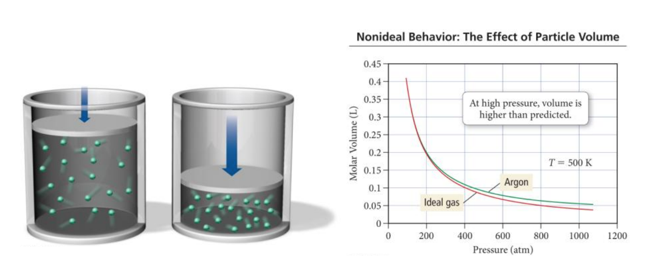 Nonideal Behavior: The Effect of Particle Volume
0.45
0.4
0.35
0.3
0.25
0.2
0.15
0.1
0.05
0
Molar Volume (L)
At high pressure, volume is
higher than predicted.
T = 500 K
Argon
Ideal gas
0
200
400
600
800
1000
1200
Pressure (atm)